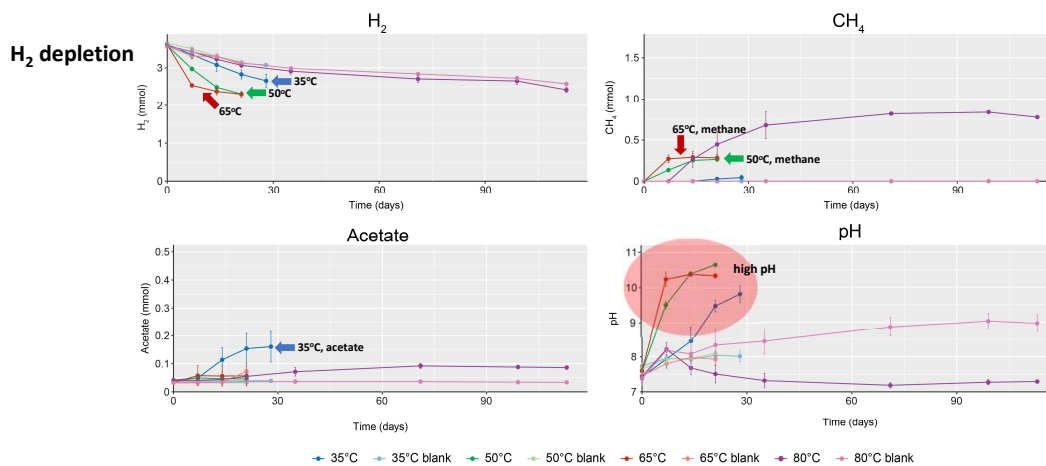 H₂ depletion
H₂
H₂ (mmol)
4
3
2
1
0
0
30
60
90
Time (days)
35°C
50°C
65°C
CH₄
CH₄ (mmol)
1.5
1.0
0.5
0
0
30
60
90
Time (days)
65°C, methane
50°C, methane
Acetate
Acetate (mmol)
0.5
0.4
0.3
0.2
0.1
0
0
30
60
90
Time (days)
35°C, acetate
pH
pH
11
10
9
8
7
0
30
60
90
Time (days)
high pH
35°C 35°C blank 50°C 50°C blank 65°C 65°C blank 80°C 80°C blank